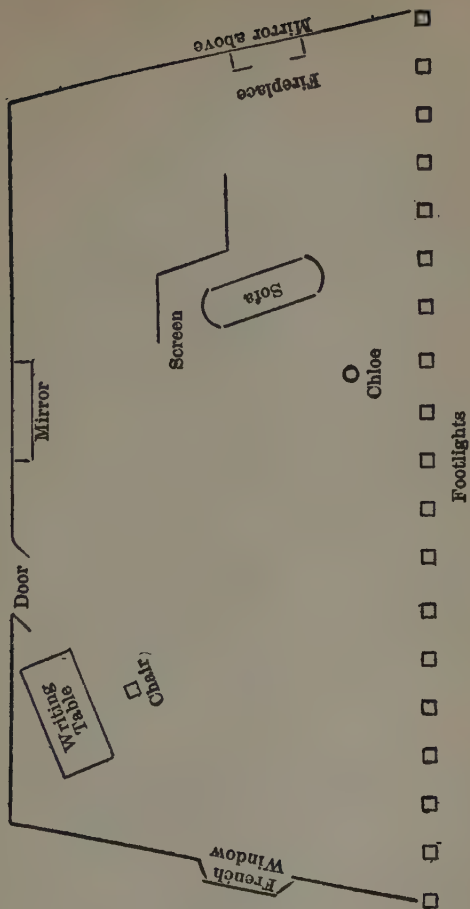 Mirror above
Fireplace
Mirror
Screen
Sofa
Door
Writing
Table
Chair
Chloe
French
Window
Footlights